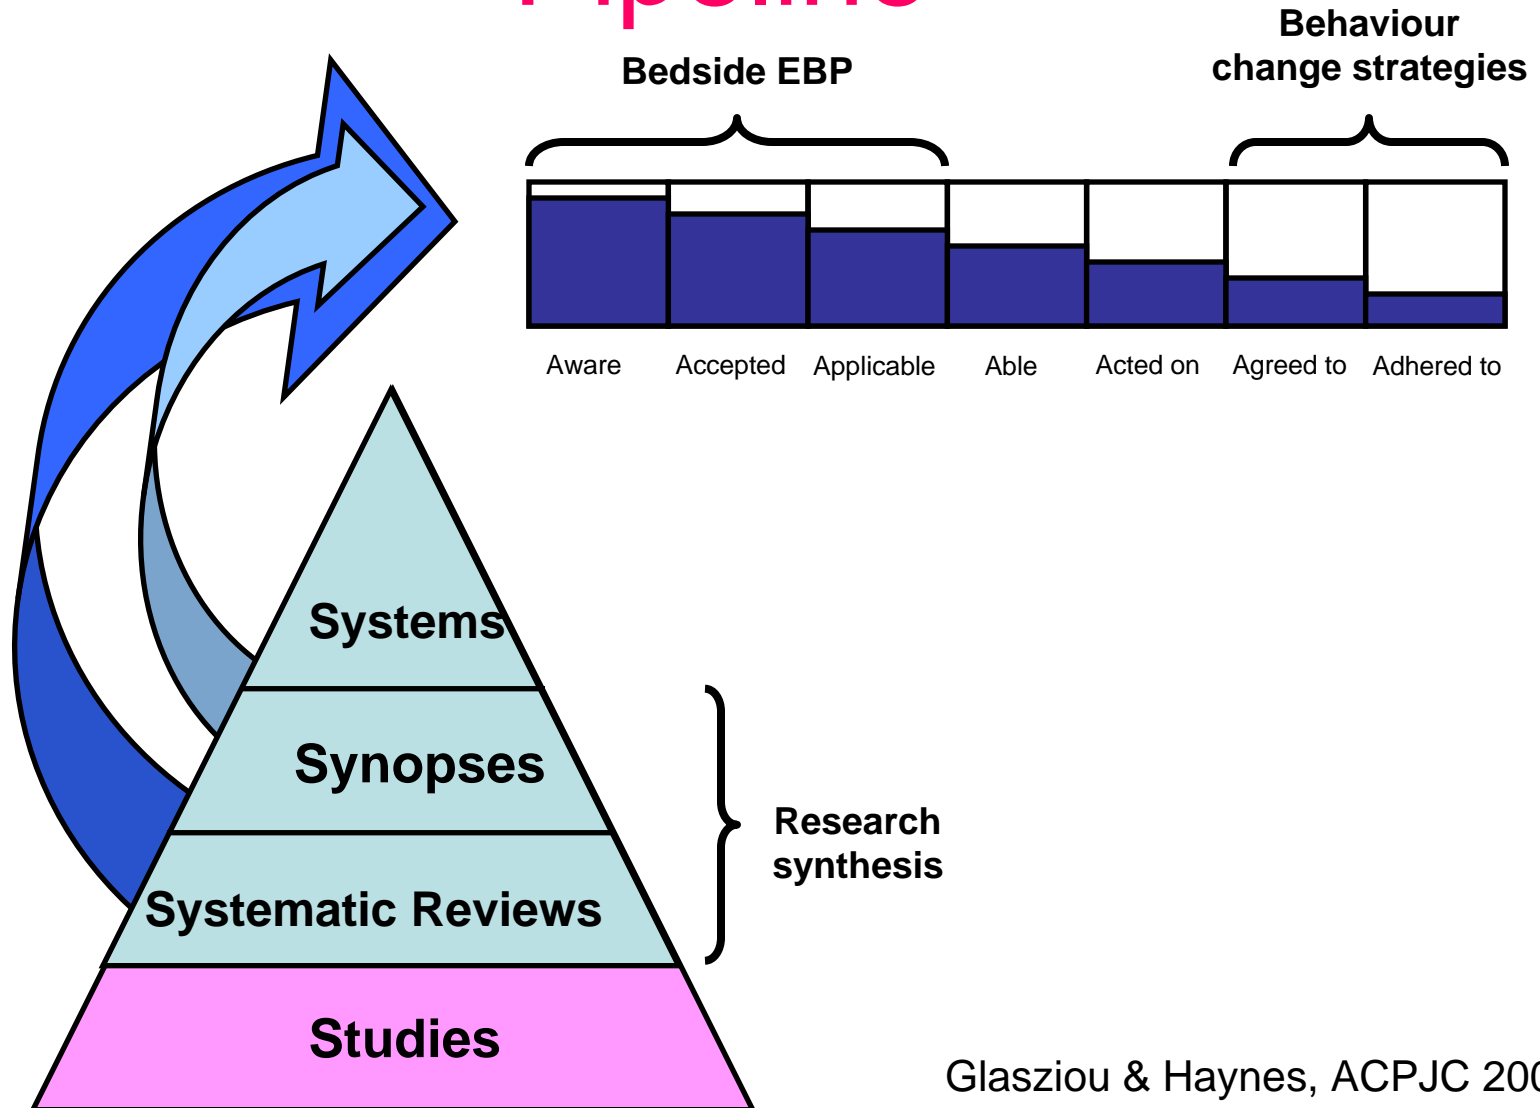 Pipeline
Behaviour
change strategies
Bedside EBP
Aware
Accepted
Applicable
Able
Acted on
Agreed to
Adhered to
Systems
Synopses
Systematic Reviews
Studies
Research
synthesis
Glasziou & Haynes, ACPJC